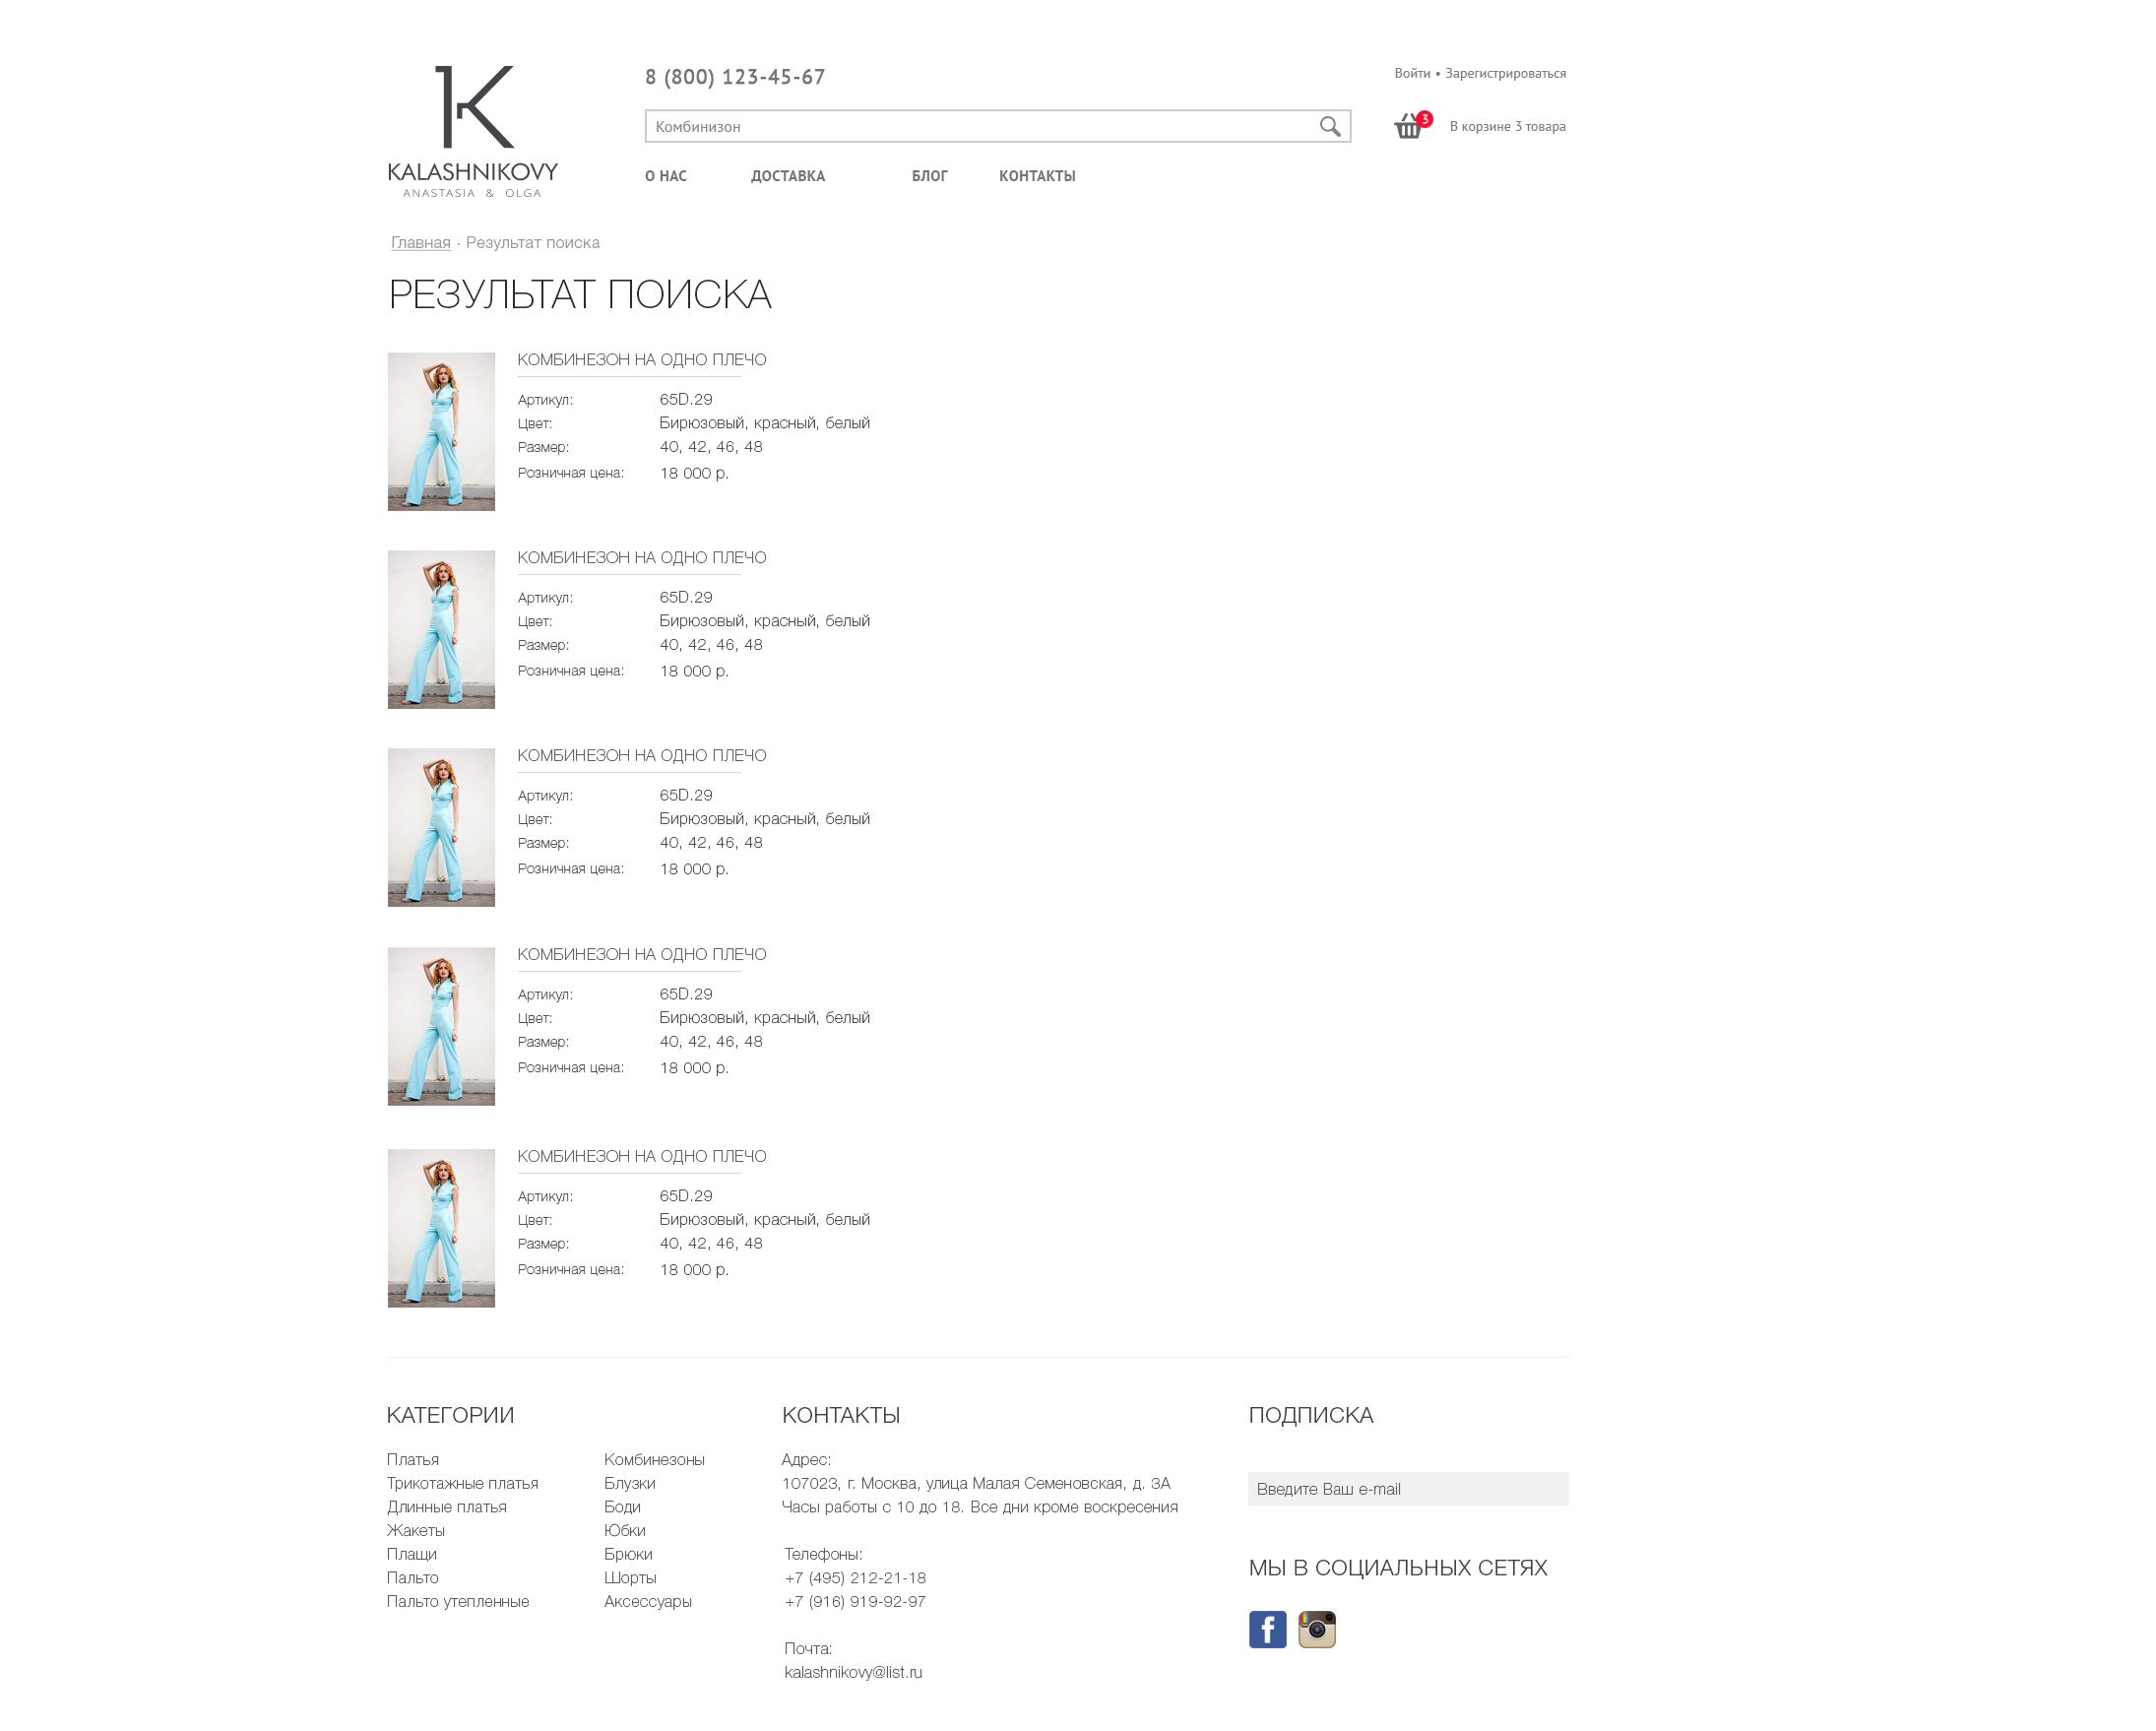 8 (800) 123-45-67
Войти • Зарегистрироваться
Комбинизон
3
В корзине 3 товара
KALASHNIKOVY
ANASTASIA & OLGA
О НАС ДОСТАВКА БЛОГ КОНТАКТЫ
Главная · Результат поиска
РЕЗУЛЬТАТ ПОИСКА
КОМБИНЕЗОН НА ОДНО ПЛЕЧО
Артикул: 65D.29
Цвет: Бирюзовый, красный, белый
Размер: 40, 42, 46, 48
Розничная цена: 18 000 р.
КОМБИНЕЗОН НА ОДНО ПЛЕЧО
Артикул: 65D.29
Цвет: Бирюзовый, красный, белый
Размер: 40, 42, 46, 48
Розничная цена: 18 000 р.
КОМБИНЕЗОН НА ОДНО ПЛЕЧО
Артикул: 65D.29
Цвет: Бирюзовый, красный, белый
Размер: 40, 42, 46, 48
Розничная цена: 18 000 р.
КОМБИНЕЗОН НА ОДНО ПЛЕЧО
Артикул: 65D.29
Цвет: Бирюзовый, красный, белый
Размер: 40, 42, 46, 48
Розничная цена: 18 000 р.
КОМБИНЕЗОН НА ОДНО ПЛЕЧО
Артикул: 65D.29
Цвет: Бирюзовый, красный, белый
Размер: 40, 42, 46, 48
Розничная цена: 18 000 р.
КАТЕГОРИИ
Платья
Трикотажные платья
Длинные платья
Жакеты
Плащи
Пальто
Пальто утепленные
Комбинезоны
Блузки
Боди
Юбки
Брюки
Шорты
Аксессуары
КОНТАКТЫ
Адрес:
107023, г. Москва, улица Малая Семеновская, д. 3А
Часы работы с 10 до 18. Все дни кроме воскресения
Телефоны:
+7 (495) 212-21-18
+7 (916) 919-92-97
Почта:
kalashnikovy@list.ru
ПОДПИСКА
Введите Ваш e-mail
МЫ В СОЦИАЛЬНЫХ СЕТЯХ
f